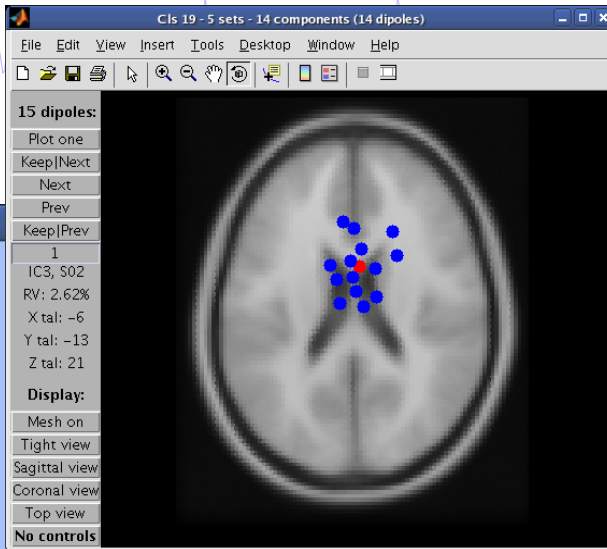 Cls 19 - 5 sets - 14 components (14 dipoles)
File Edit View Insert Tools Desktop Window Help
15 dipoles:
Plot one
Keep|Next
Next
Prev
Keep|Prev
1
IC3, S02
RV: 2.62%
X tal: -6
Y tal: -13
Z tal: 21
Display:
Mesh on
Tight view
Sagittal view
Coronal view
Top view
No controls